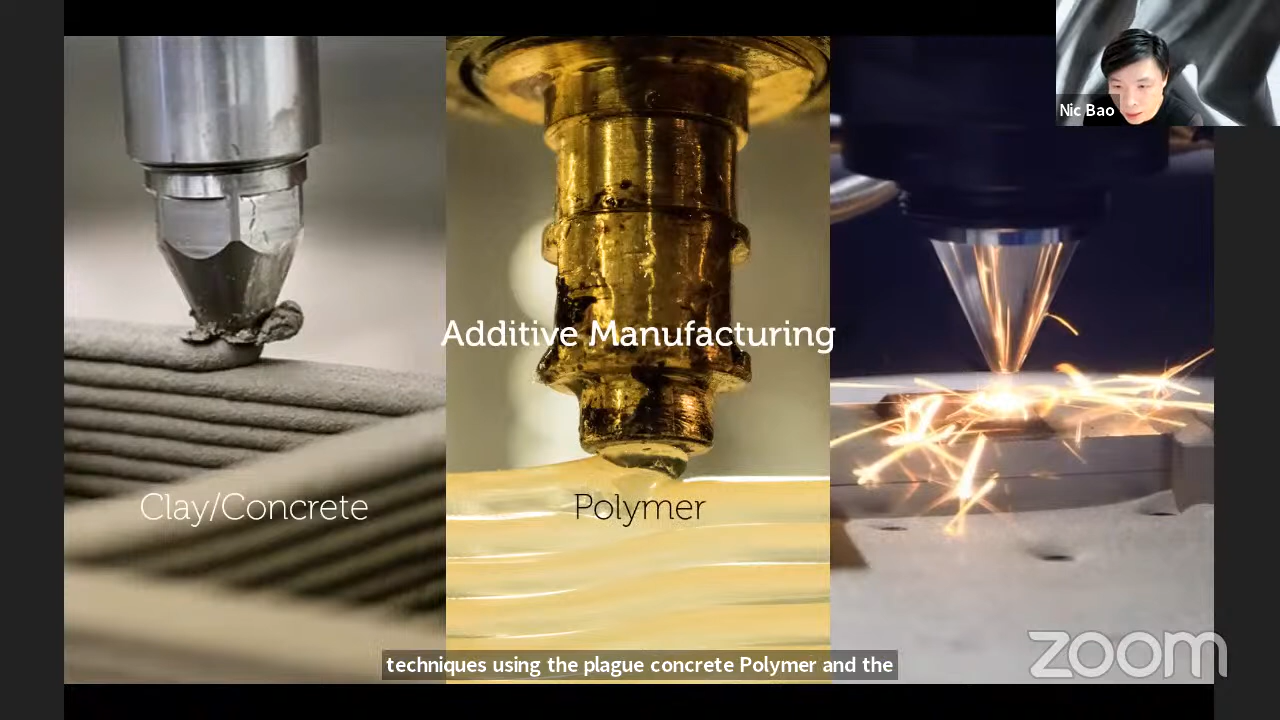 Nic Bao
Additive Manufacturing
Clay/Concrete
Polymer
techniques using the plague concrete Polymer and the
zoom